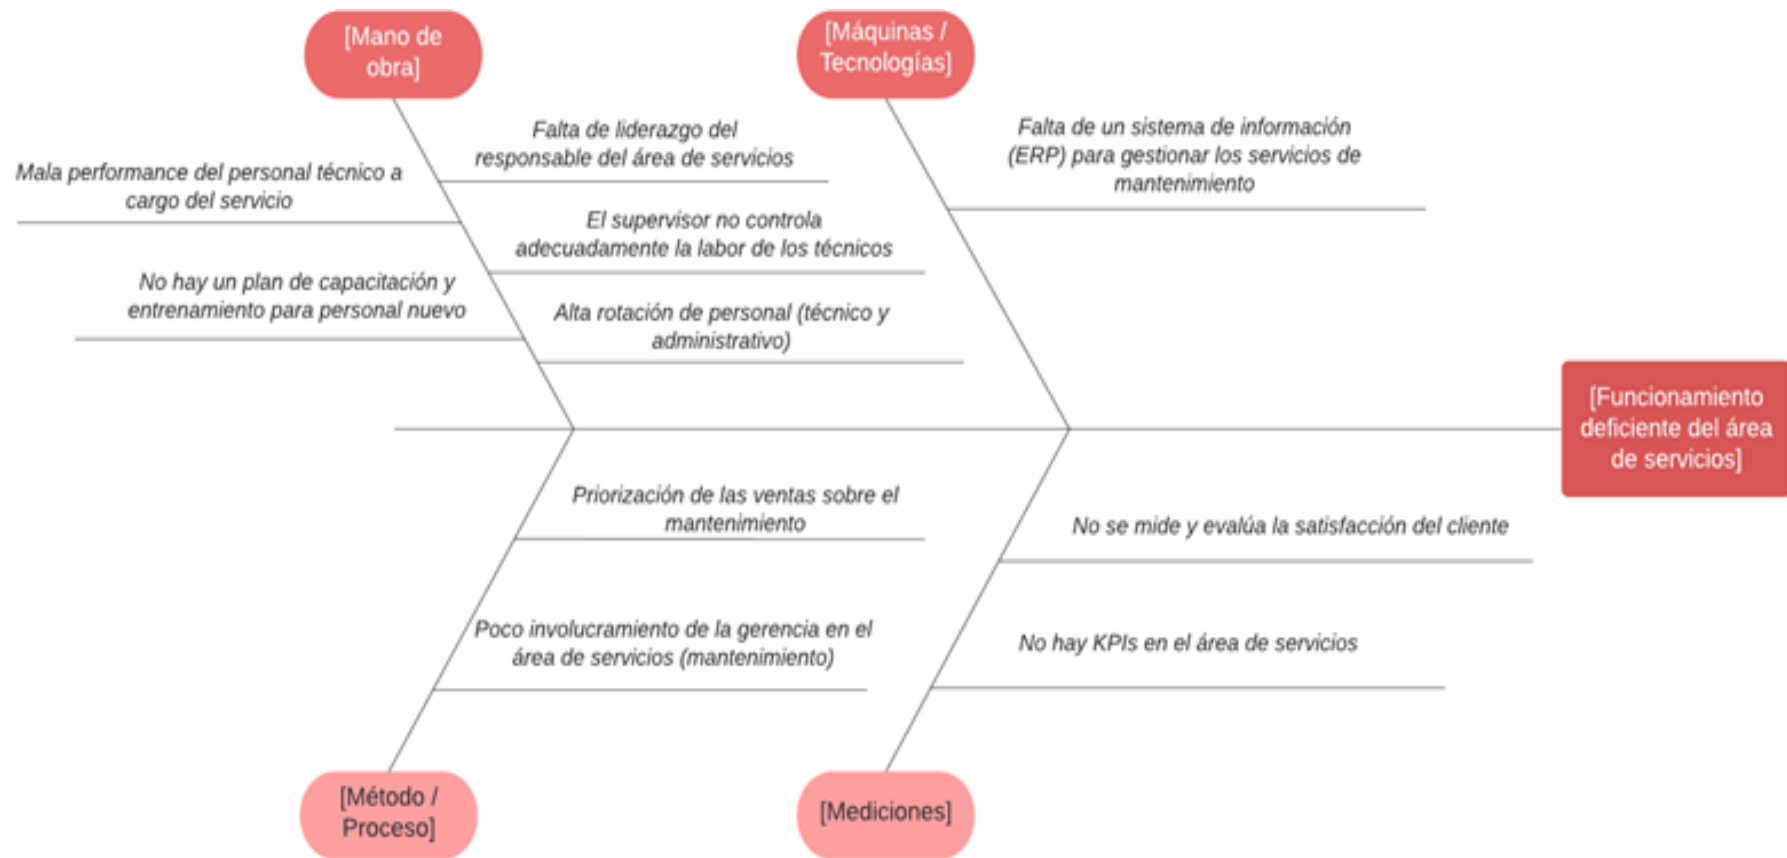 [Mano de
obra]
[Máquinas /
Tecnologías]
Falta de liderazgo del
responsable del área de servicios
Falta de un sistema de información
(ERP) para gestionar los servicios de
mantenimiento
Mala performance del personal técnico a
cargo del servicio
El supervisor no controla
adecuadamente la labor de los técnicos
No hay un plan de capacitación y
entrenamiento para personal nuevo
Alta rotación de personal (técnico y
administrativo)
[Funcionamiento
deficiente del área
de servicios]
Priorización de las ventas sobre el
mantenimiento
No se mide y evalúa la satisfacción del cliente
Poco involucramiento de la gerencia en el
área de servicios (mantenimiento)
No hay KPIs en el área de servicios
[Método /
Proceso]
[Mediciones]